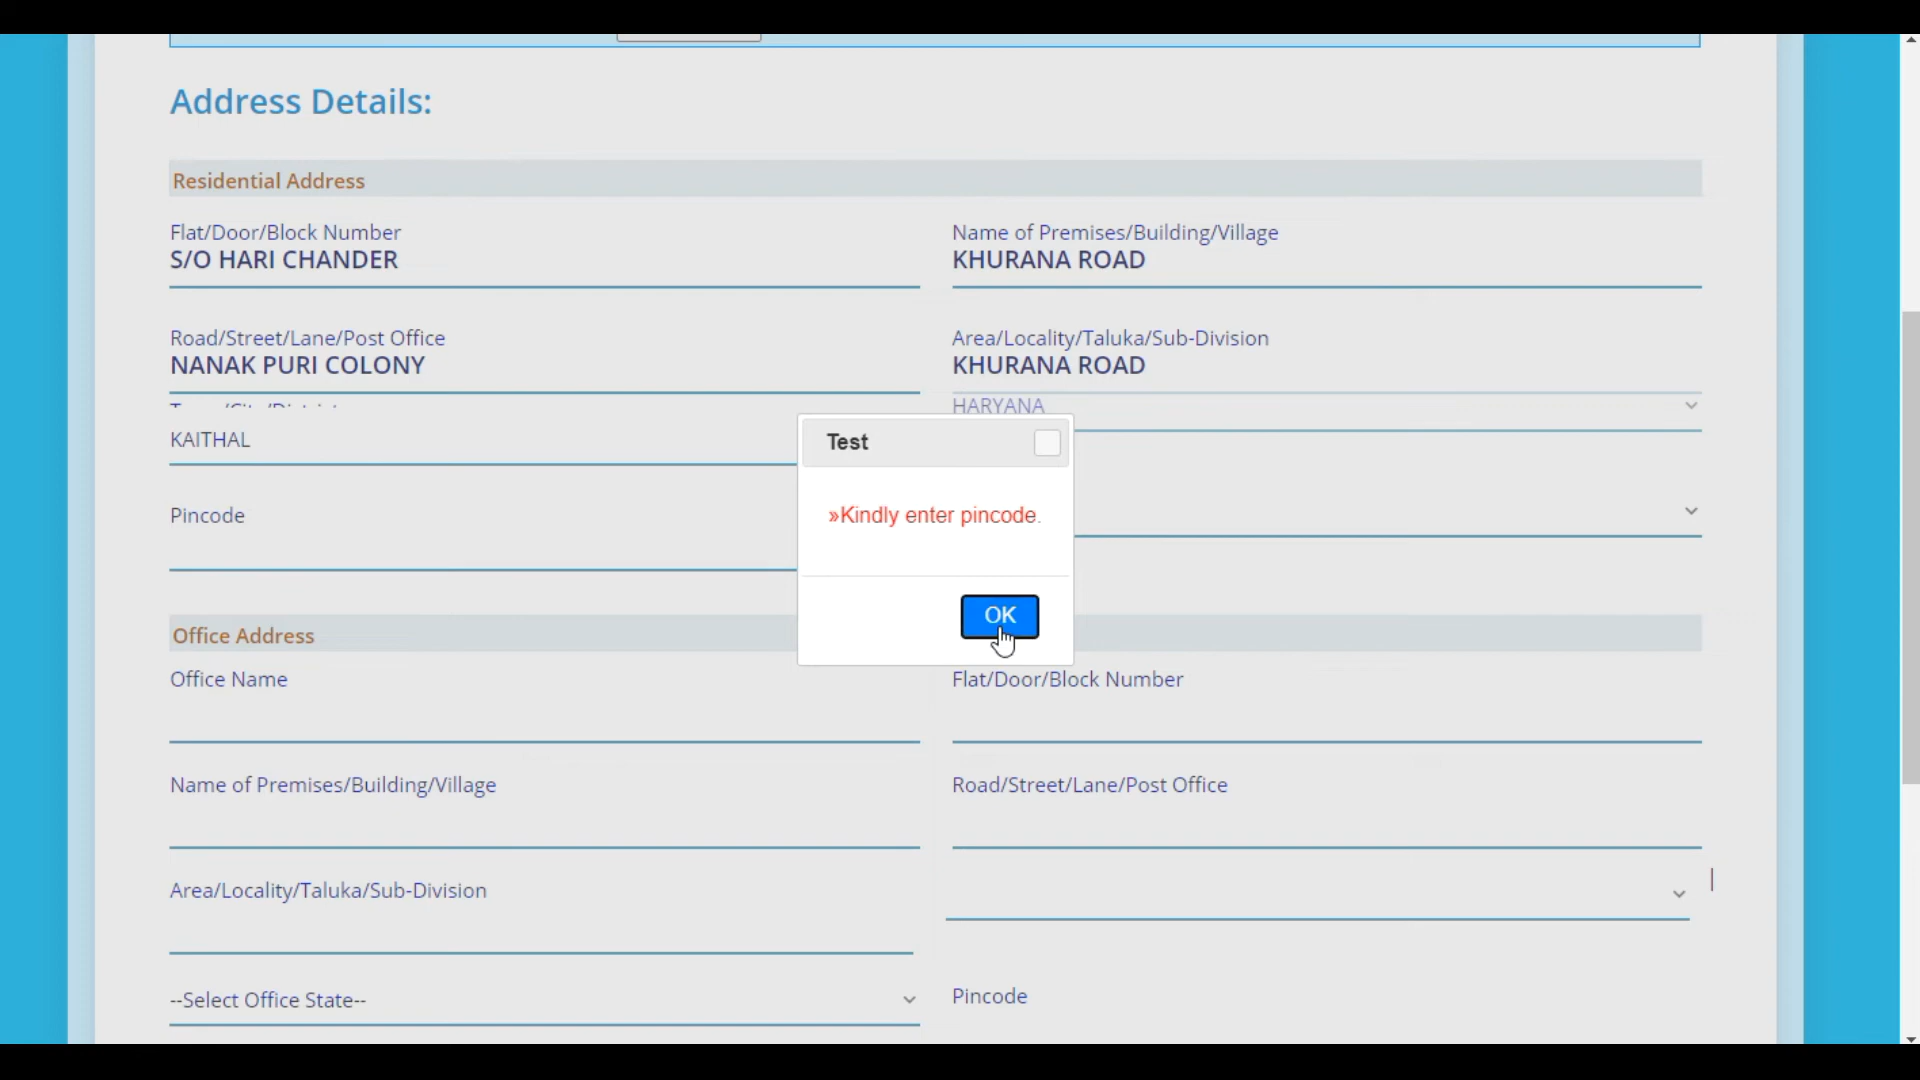 Address Details:
Residential Address
Flat/Door/Block Number
Name of Premises/Building/Village
S/O HARI CHANDER
KHURANA ROAD
Road/Street/Lane/Post Office
Area/Locality/Taluka/Sub-Division
NANAK PURI COLONY
KHURANA ROAD
HARYANA
KAITHAL
Test
Pincode
»Kindly enter pincode.
OK
Office Address
Office Name
Flat/Door/Block Number
Name of Premises/Building/Village
Road/Street/Lane/Post Office
Area/Locality/Taluka/Sub-Division
--Select Office State--
Pincode